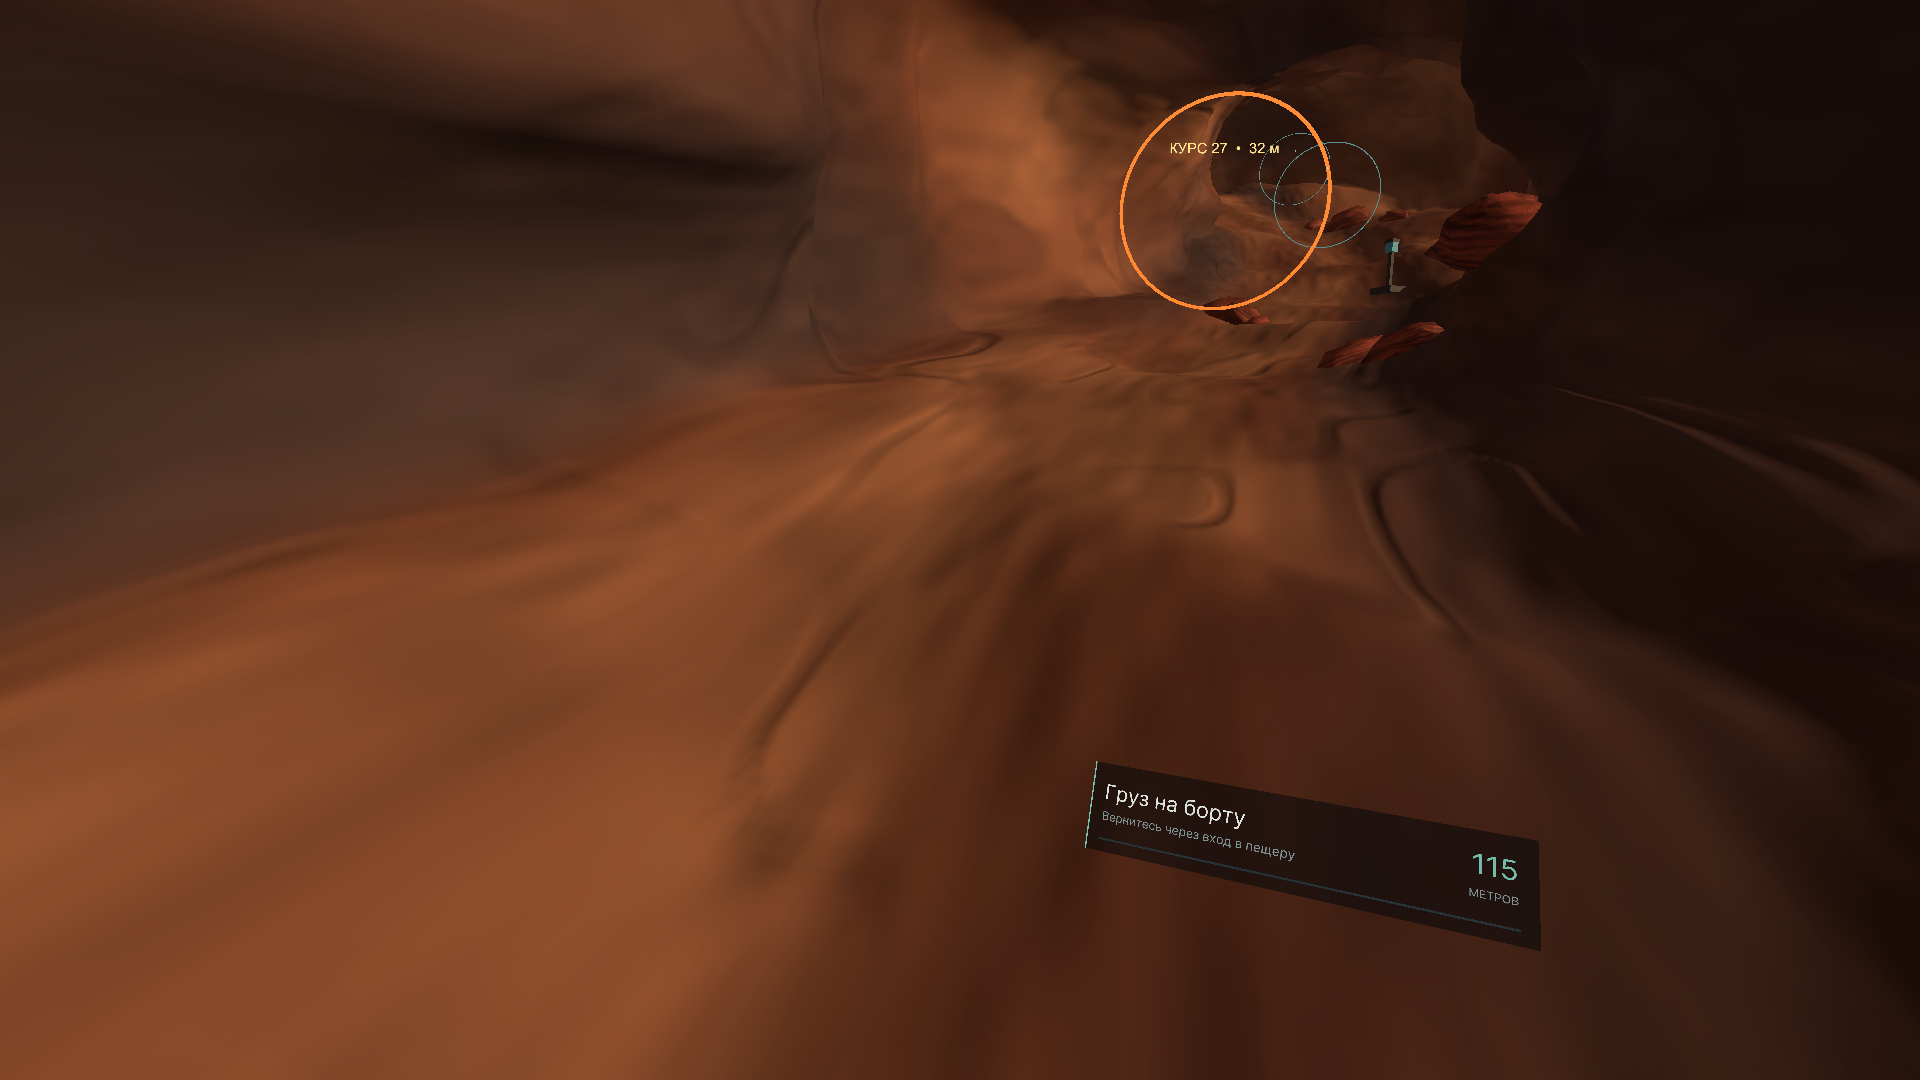 КУРС 27 • 32 м
Груз на борту
Вернитесь через вход в пещеру
115
МЕТРОВ